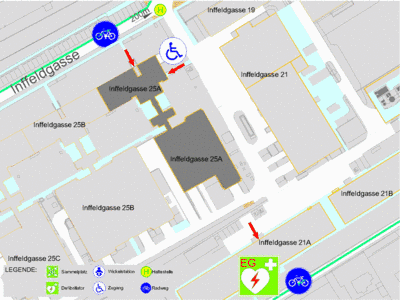 Inffeldgasse 19
200m
H
Inffeldgasse
Inffeldgasse 21
Inffeldgasse 25A
Inffeldgasse 25B
Inffeldgasse 25A
Inffeldgasse 21B
Inffeldgasse 25B
Inffeldgasse 21A
Inffeldgasse 25C
EG
LEGENDE:
Sammelplatz
Haltestelle
Defibrillator
Zugang
Radweg